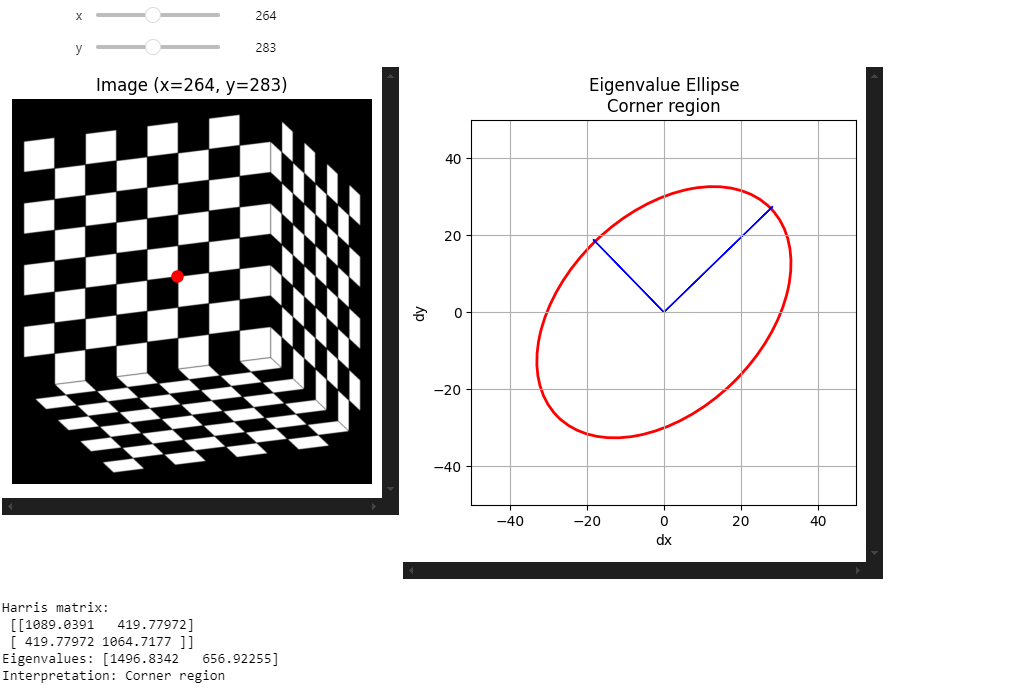 x 264
y 283
Image (x=264, y=283)
Eigenvalue Ellipse
Corner region
40
20
0
−20
−40
dy
−40 −20 0 20 40
dx
Harris matrix:
[[1089.0391 419.77972]
[ 419.77972 1064.7177 ]]
Eigenvalues: [1496.8342 656.92255]
Interpretation: Corner region